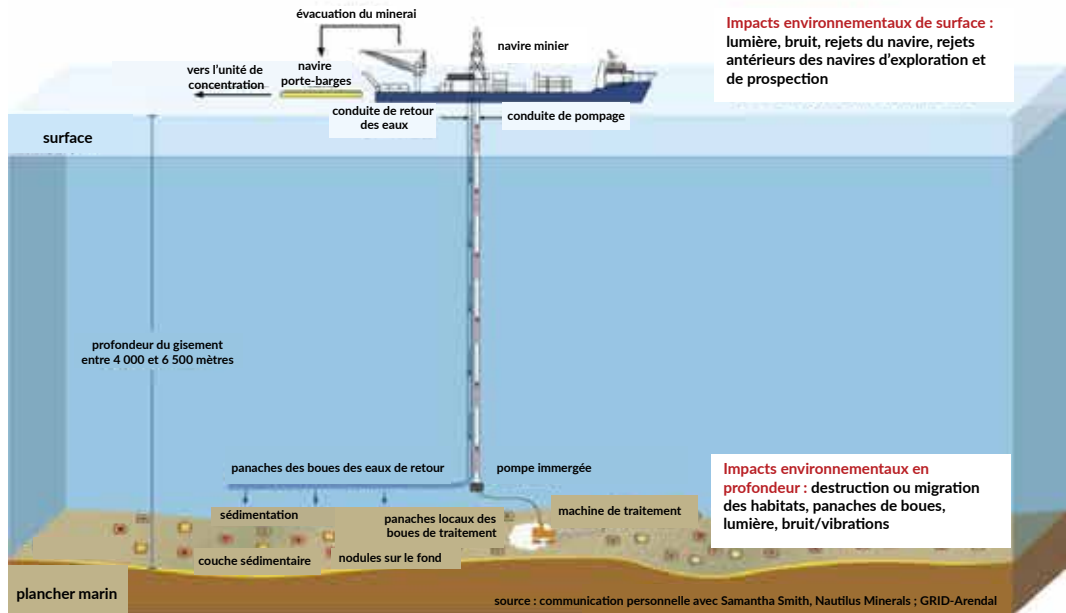 évacuation du minerai
navire minier
Impacts environnementaux de surface :
lumière, bruit, rejets du navire, rejets
antérieurs des navires d'exploration et
de prospection
vers l'unité de
concentration
navire
porte-barges
conduite de retour
des eaux
conduite de pompage
surface
profondeur du gisement
entre 4 000 et 6 500 mètres
panaches des boues des eaux de retour
pompe immergée
Impacts environnementaux en
profondeur : destruction ou migration
des habitats, panaches de boues,
lumière, bruit/vibrations
sédimentation
panaches locaux des
boues de traitement
machine de traitement
couche sédimentaire
nodules sur le fond
plancher marin
source : communication personnelle avec Samantha Smith, Nautilus Minerals ; GRID-Arendal